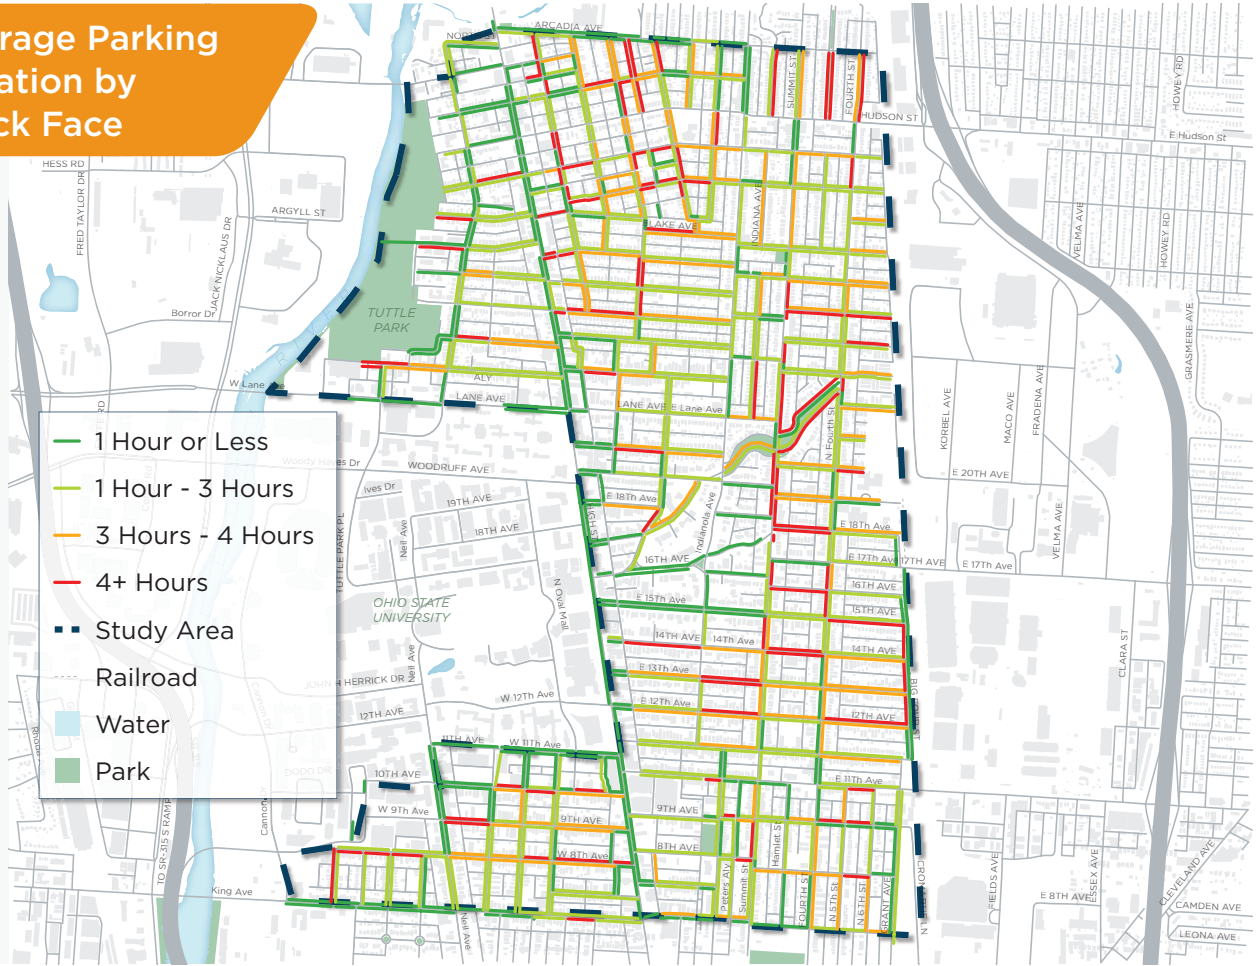 rage Parking
ation by
ck Face
ARCADIA AVE
SUMMIT ST
FOURTH ST
HUDSON ST
HOWEY RD
E Hudson St
HESS RD
FRED TAYLOR DR
ARGYLL ST
JACK NICKLAUS DR
Borror Dr
LAKE AVE
INDIANA AVE
VELMA AVE
HOWEY RD
GRASMERE AVE
TUTTLE
PARK
W Lane Ave
ALY
LANE AVE
LANE AVE
E Lane Ave
N Fourth St
KORBEL AVE
MACO AVE
FRADENA AVE
1 Hour or Less
1 Hour - 3 Hours
3 Hours - 4 Hours
4+ Hours
Study Area
Railroad
Water
Park
Woody Hayes Dr
WOODRUFF AVE
Ives Dr
19TH AVE
18TH AVE
Neil Ave
TUTTLE PARK PL
HIGH ST
E 18Th Ave
Indianola Ave
16TH AVE
E 20TH AVE
VELMA AVE
E 18Th Ave
E 17Th Ave
17TH AVE
E 17Th Ave
16TH AVE
15TH AVE
E 15Th Ave
OHIO STATE
UNIVERSITY
N Oval Mall
Neil Ave
14TH AVE
14Th Ave
14TH AVE
E 13Th Ave
E 12Th Ave
12TH AVE
CLARA ST
JOHN H HERRICK DR
W 12Th Ave
12TH AVE
11TH AVE
W 11Th Ave
E 11Th Ave
10TH AVE
W 9Th Ave
9TH AVE
9TH AVE
W 8Th Ave
8TH AVE
Cannon Dr
TO SR-315 S RAMP
King Ave
Neil Ave
Peters Aly
Summit St
Hamlet St
FOURTH ST
N 5Th St
N 6TH ST
GRANT AVE
FIELDS AVE
E 8TH AVE
ESSEX AVE
CLEVELAND AVE
CAMDEN AVE
LEONA AVE